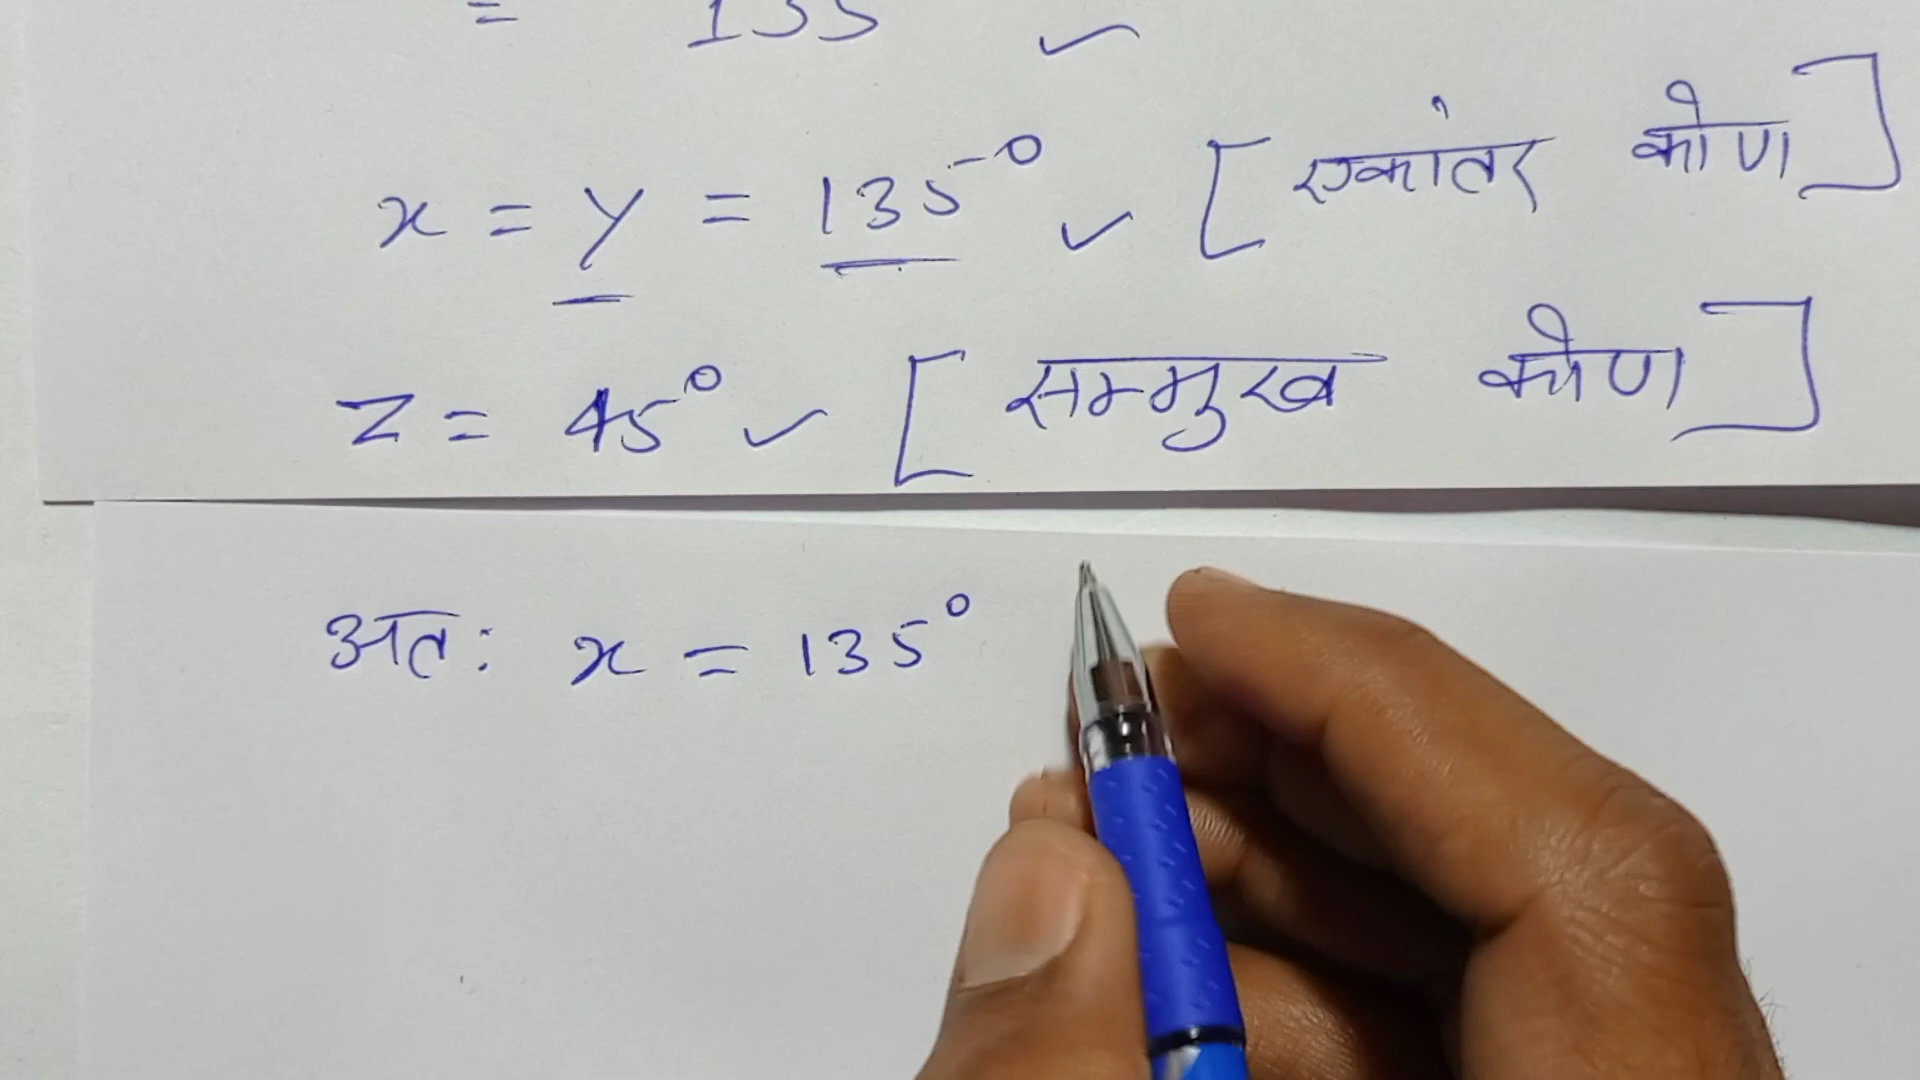 = 135 ✓
x = y = 135° ✓ [एकांतर कोण]
z = 45° ✓ [सम्मुख कोण]
अत: x = 135°